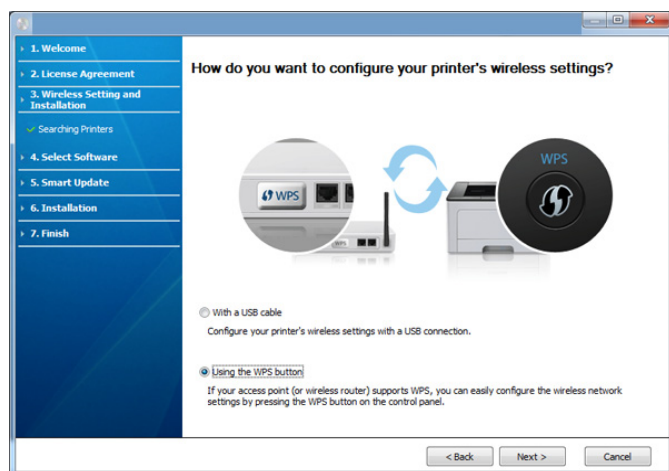 1. Welcome
2. License Agreement
3. Wireless Setting and
Installation
Searching Printers
4. Select Software
5. Smart Update
6. Installation
7. Finish
How do you want to configure your printer's wireless settings?
WPS
WPS
WPS
With a USB cable
Configure your printer's wireless settings with a USB connection.
Using the WPS button
If your access point (or wireless router) supports WPS, you can easily configure the wireless network
settings by pressing the WPS button on the control panel.
< Back
Next >
Cancel